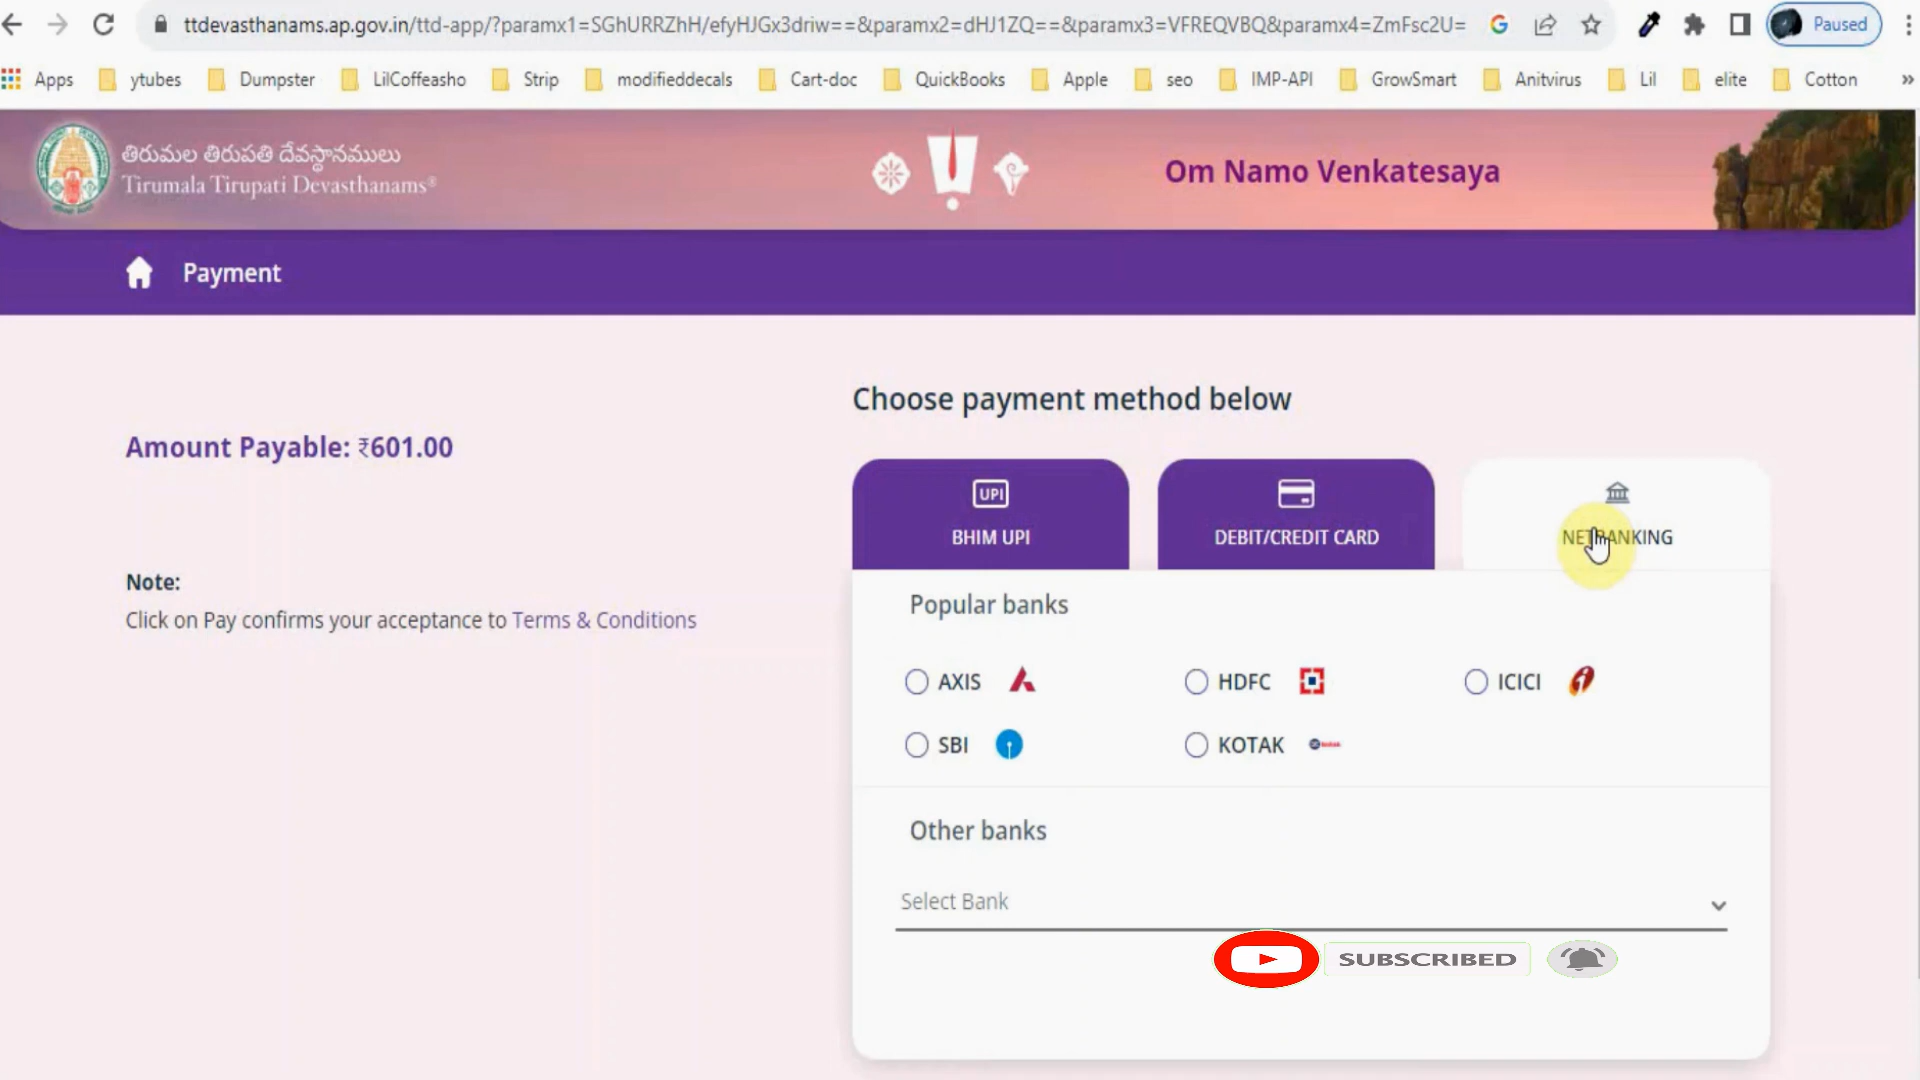 ttdevasthanams.ap.gov.in/ttd-app/?paramx1=SGhURRZhH/efyHJGx3driw==&paramx2=dHJ1ZQ==&paramx3=VFREQVBQ&paramx4=ZmFsc2U=
Paused
Apps ytubes Dumpster LilCoffeasho Strip modifieddecals Cart-doc QuickBooks Apple seo IMP-API GrowSmart Anitvirus Lil elite Cotton »
తిరుమల తిరుపతి దేవస్థానములు
Tirumala Tirupati Devasthanams®
Om Namo Venkatesaya
Payment
Choose payment method below
Amount Payable: ₹601.00
UPI
BHIM UPI
DEBIT/CREDIT CARD
NETBANKING
Note:
Click on Pay confirms your acceptance to Terms & Conditions
Popular banks
AXIS
HDFC
ICICI
SBI
KOTAK
Other banks
Select Bank
SUBSCRIBED